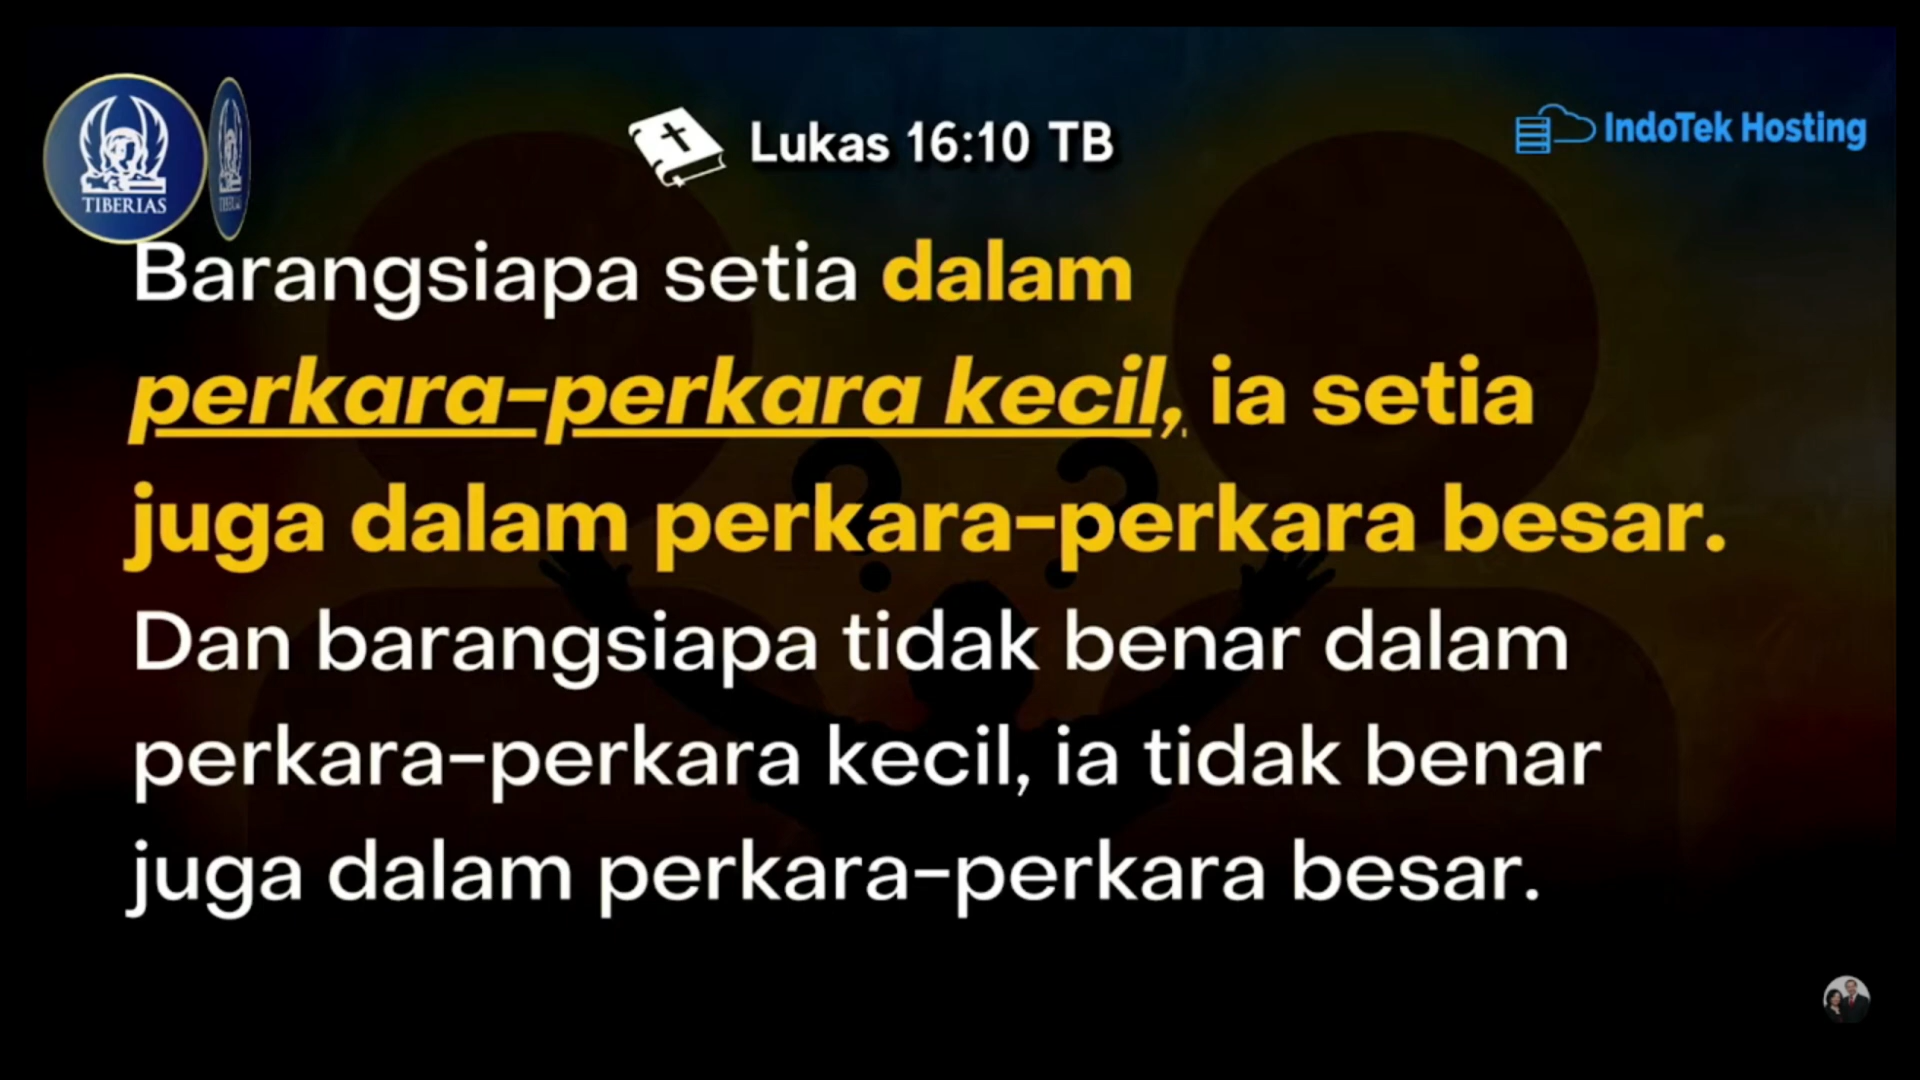 TIBERIAS
Lukas 16:10 TB
IndoTek Hosting
Barangsiapa setia dalam
perkara-perkara kecil, ia setia
juga dalam perkara-perkara besar.
Dan barangsiapa tidak benar dalam
perkara-perkara kecil, ia tidak benar
juga dalam perkara-perkara besar.